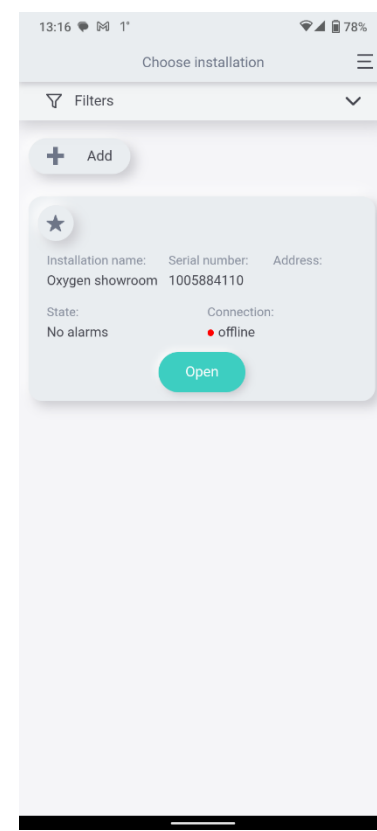 13:16 1° 78%
Choose installation
Filters
Add
Installation name: Serial number: Address:
Oxygen showroom 1005884110
State: Connection:
No alarms offline
Open